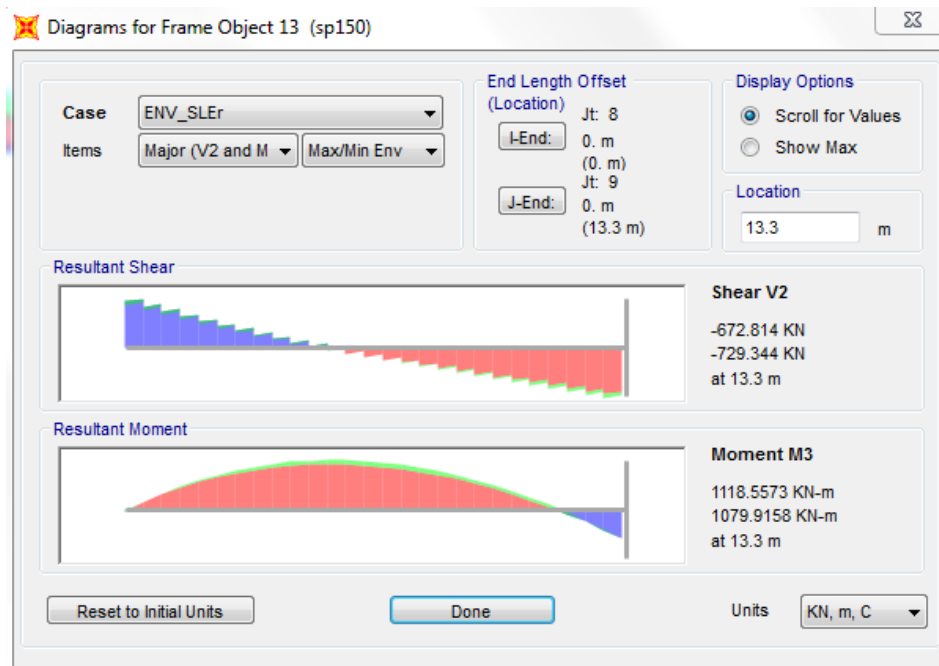 Diagrams for Frame Object 13 (sp150)
Case ENV_SLEr
Items Major (V2 and M Max/Min Env
End Length Offset
(Location)
Jt: 8
I-End: 0. m
(0. m)
Jt: 9
J-End: 0. m
(13.3 m)
Display Options
Scroll for Values
Show Max
Location
13.3 m
Resultant Shear
Shear V2
-672.814 KN
-729.344 KN
at 13.3 m
Resultant Moment
Moment M3
1118.5573 KN-m
1079.9158 KN-m
at 13.3 m
Reset to Initial Units Done Units KN, m, C